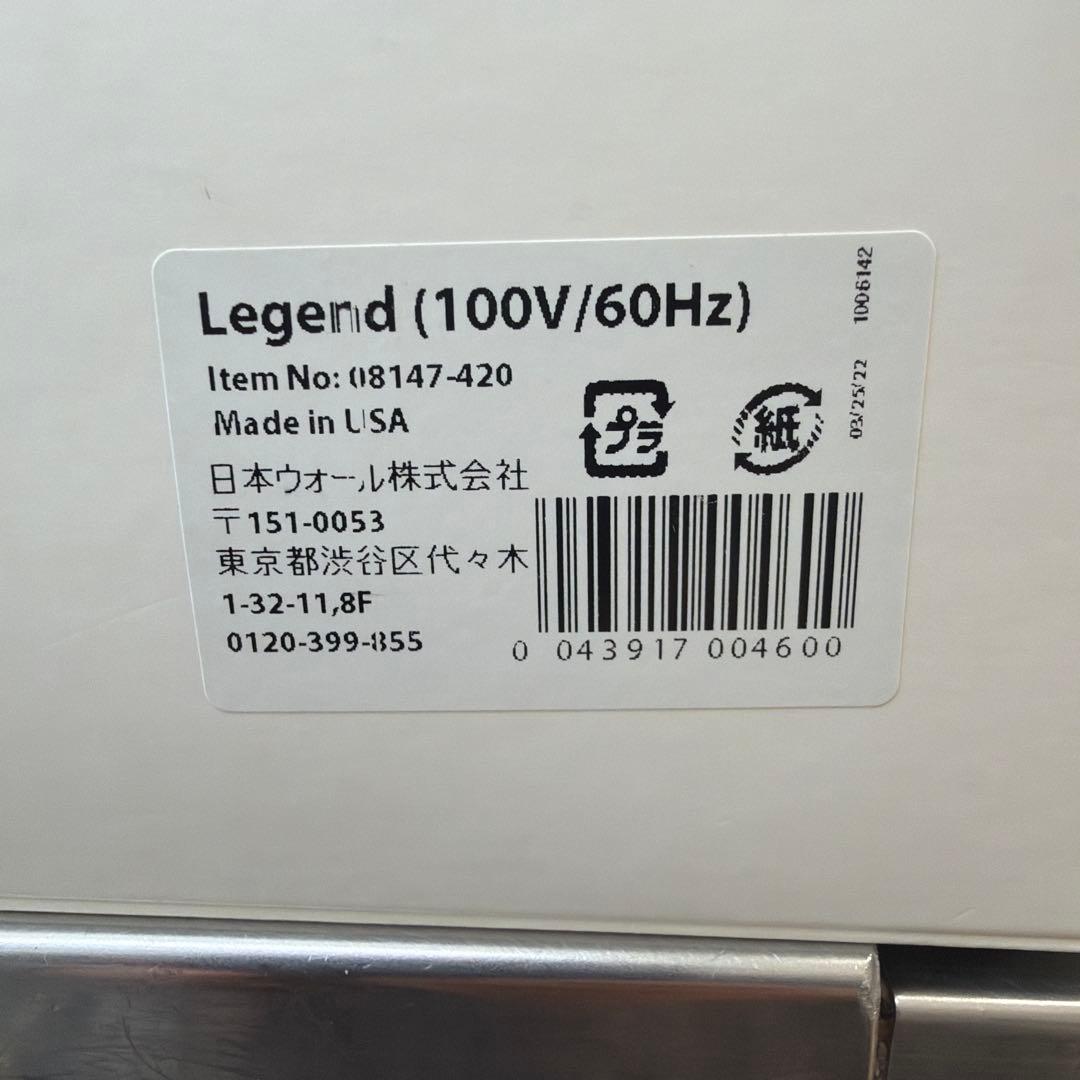 Legend (100V/60Hz)
Item No: 08147-420
Made in USA
日本ウォール株式会社
〒151-0053
東京都渋谷区代々木
1-32-11,8F
0120-399-855
プラ
紙
03/25/22 1006142
0 043917 004600